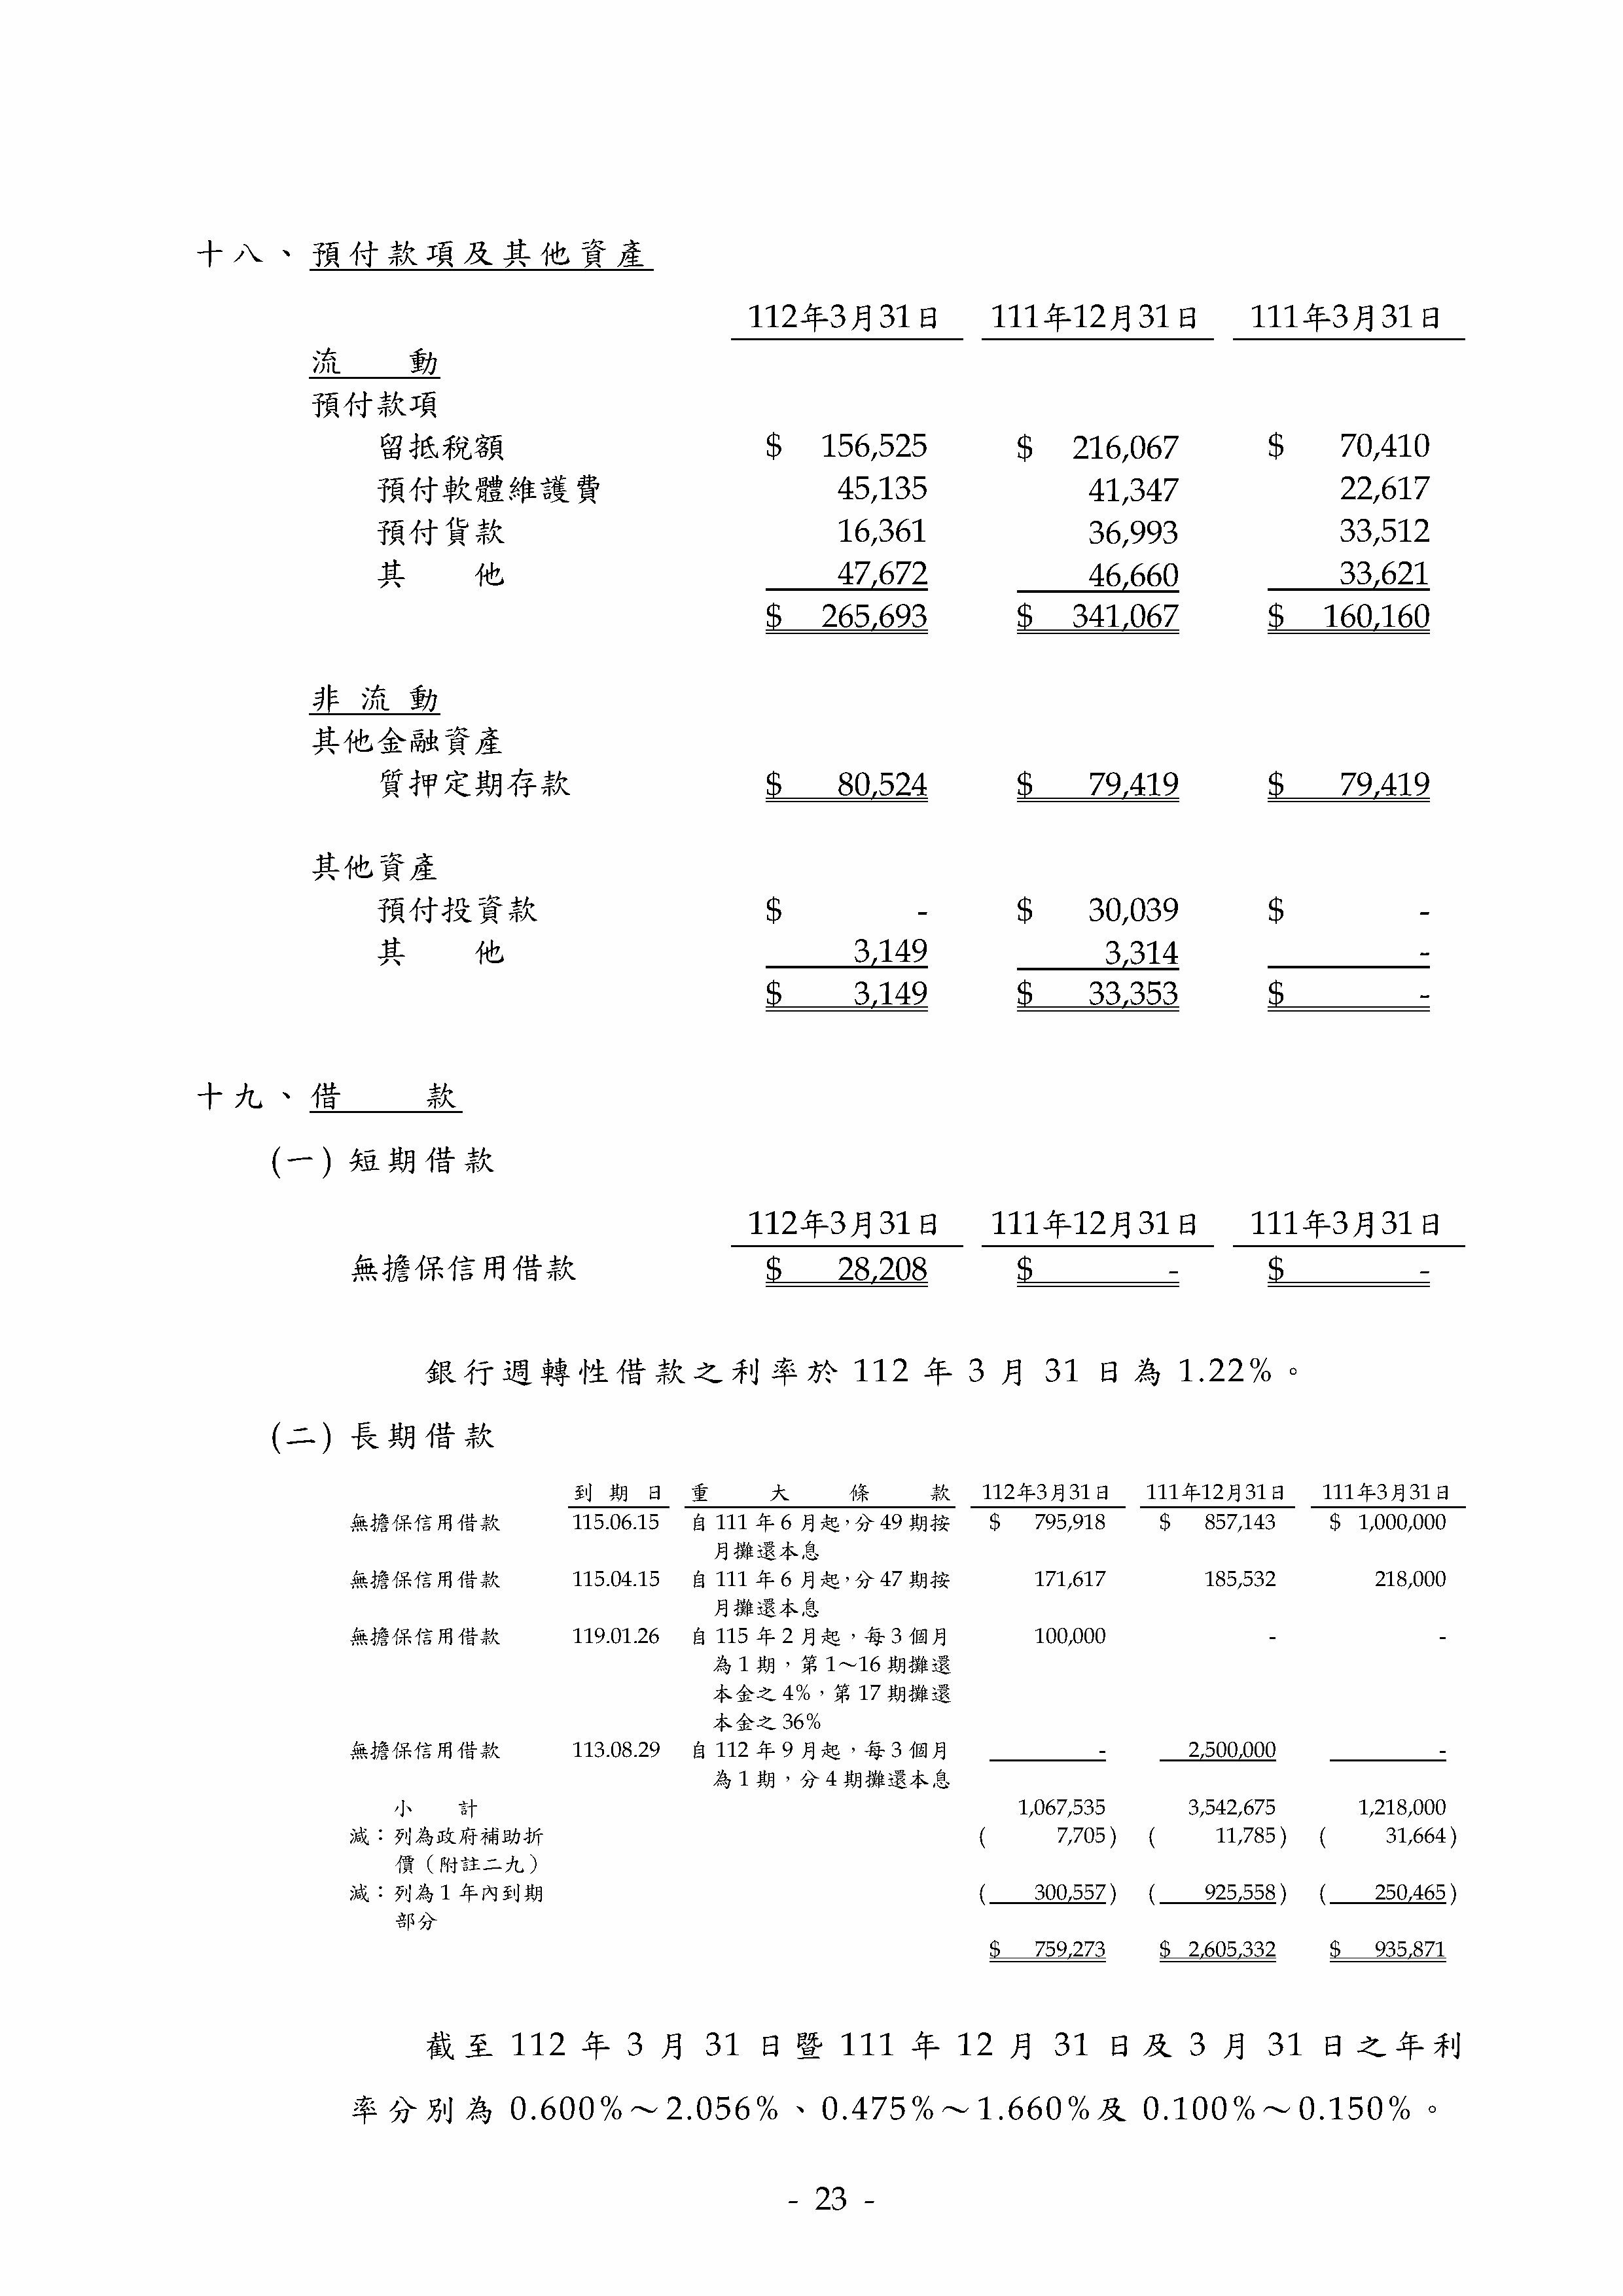 十八、預付款項及其他資產
112年3月31日 111年12月31日 111年3月31日
流 動
預付款項
留抵稅額 $ 156,525 $ 216,067 $ 70,410
預付軟體維護費 45,135 41,347 22,617
預付貨款 16,361 36,993 33,512
其 他 47,672 46,660 33,621
$ 265,693 $ 341,067 $ 160,160
非 流 動
其他金融資產
質押定期存款 $ 80,524 $ 79,419 $ 79,419
其他資產
預付投資款 $ - $ 30,039 $ -
其 他 3,149 3,314 -
$ 3,149 $ 33,353 $ -
十九、借 款
(一) 短期借款
112年3月31日 111年12月31日 111年3月31日
無擔保信用借款 $ 28,208 $ - $ -
銀行週轉性借款之利率於 112 年 3 月 31 日為 1.22%。
(二) 長期借款
到 期 日 重 大 條 款 112年3月31日 111年12月31日 111年3月31日
無擔保信用借款 115.06.15 自 111 年 6 月起，分 49 期按 $ 795,918 $ 857,143 $ 1,000,000
月攤還本息
無擔保信用借款 115.04.15 自 111 年 6 月起，分 47 期按 171,617 185,532 218,000
月攤還本息
無擔保信用借款 119.01.26 自 115 年 2 月起，每 3 個月 100,000 - -
為 1 期，第 1～16 期攤還
本金之 4%，第 17 期攤還
本金之 36%
無擔保信用借款 113.08.29 自 112 年 9 月起，每 3 個月 - 2,500,000 -
為 1 期，分 4 期攤還本息
小 計 1,067,535 3,542,675 1,218,000
減：列為政府補助折 ( 7,705) ( 11,785) ( 31,664)
價（附註二九）
減：列為 1 年內到期 ( 300,557) ( 925,558) ( 250,465)
部分
$ 759,273 $ 2,605,332 $ 935,871
截至 112 年 3 月 31 日暨 111 年 12 月 31 日及 3 月 31 日之年利
率分別為 0.600%～2.056%、0.475%～1.660%及 0.100%～0.150%。
- 23 -